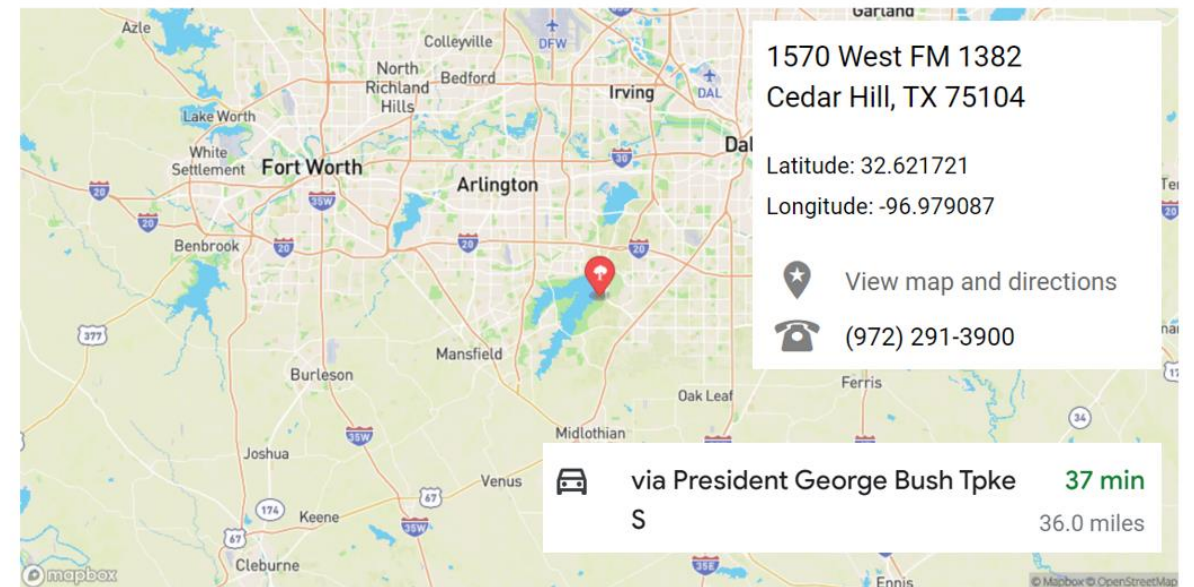 Garland
Azle
Colleyville
DFW
North
Richland
Hills
Bedford
Irving
DAL
Lake Worth
White
Settlement
Fort Worth
30
Dal
Arlington
20
35W
20
Benbrook
20
20
20
20
377
Mansfield
Burleson
Oak Leaf
Ferris
34
35W
Midlothian
Joshua
Venus
67
174
Keene
35W
67
Cleburne
35E
Ennis
1570 West FM 1382
Cedar Hill, TX 75104
Latitude: 32.621721
Longitude: -96.979087
View map and directions
(972) 291-3900
via President George Bush Tpke
S
37 min
36.0 miles
mapbox
© Mapbox © OpenStreetMap